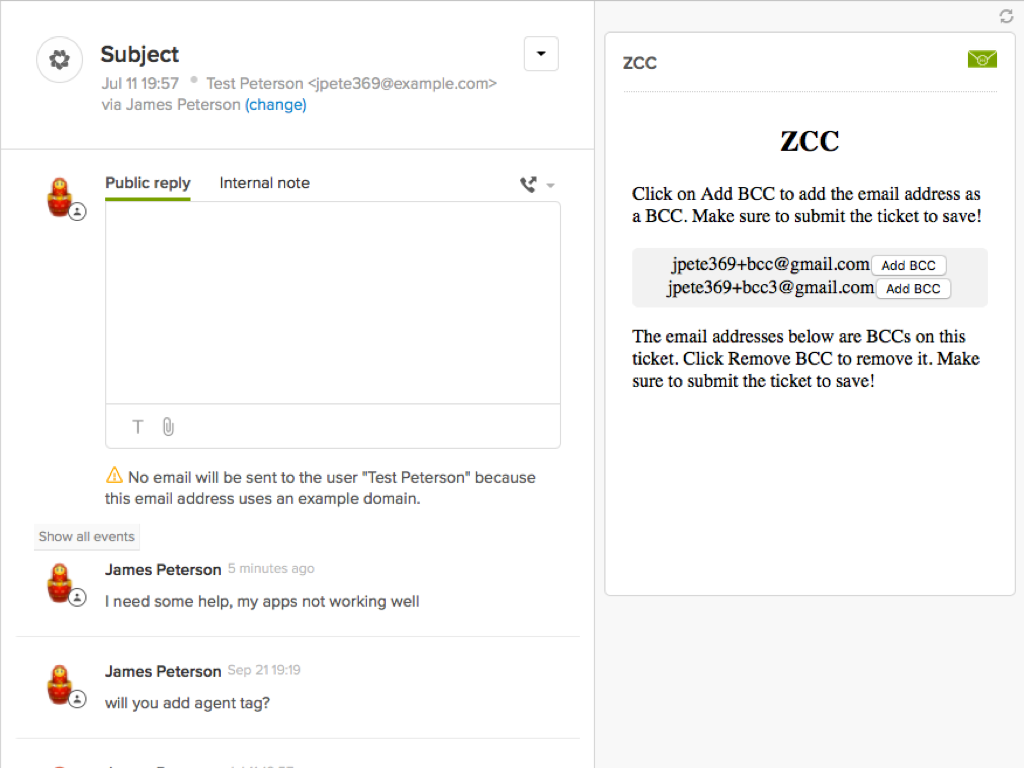 Subject
Jul 11 19:57 Test Peterson <jpete369@example.com>
via James Peterson (change)
Public reply Internal note
T
No email will be sent to the user "Test Peterson" because
this email address uses an example domain.
Show all events
James Peterson 5 minutes ago
I need some help, my apps not working well
James Peterson Sep 21 19:19
will you add agent tag?
ZCC
ZCC
Click on Add BCC to add the email address as
a BCC. Make sure to submit the ticket to save!
jpete369+bcc@gmail.com Add BCC
jpete369+bcc3@gmail.com Add BCC
The email addresses below are BCCs on this
ticket. Click Remove BCC to remove it. Make
sure to submit the ticket to save!